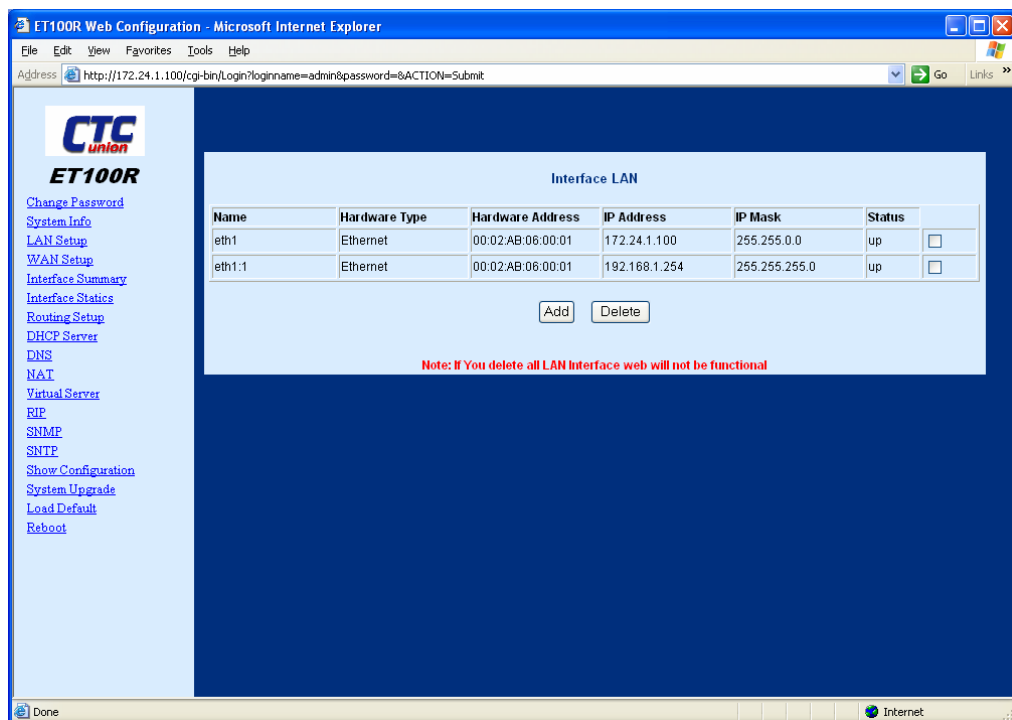 ET100R Web Configuration - Microsoft Internet Explorer
File Edit View Favorites Tools Help
Address http://172.24.1.100/cgi-bin/Login?loginname=admin&password=&ACTION=Submit Go Links »
CTC
union
ET100R
Change Password
System Info
LAN Setup
WAN Setup
Interface Summary
Interface Statics
Routing Setup
DHCP Server
DNS
NAT
Virtual Server
RIP
SNMP
SNTP
Show Configuration
System Upgrade
Load Default
Reboot
Interface LAN
Name Hardware Type Hardware Address IP Address IP Mask Status
eth1 Ethernet 00:02:AB:06:00:01 172.24.1.100 255.255.0.0 up
eth1:1 Ethernet 00:02:AB:06:00:01 192.168.1.254 255.255.255.0 up
Add Delete
Note: If You delete all LAN Interface web will not be functional
Done Internet